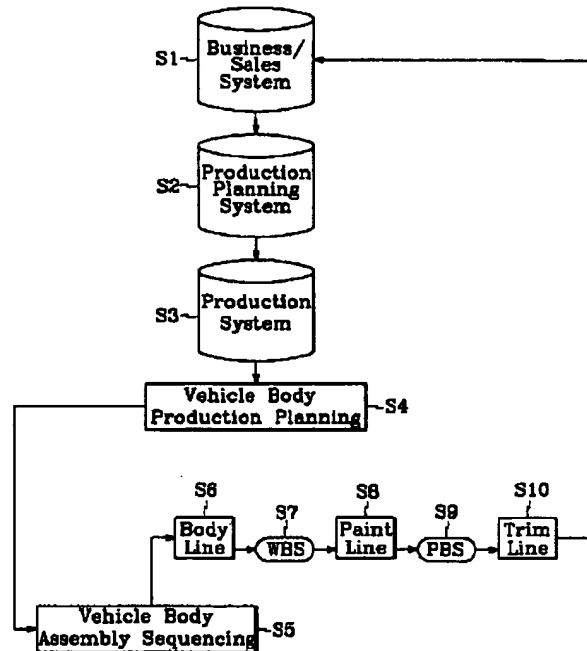 S1
Business/
Sales
System
S2
Production
Planning
System
S3
Production
System
Vehicle Body
Production Planning
S4
S6
S7
S8
S9
S10
Body
Line
WBS
Paint
Line
PBS
Trim
Line
Vehicle Body
Assembly Sequencing
S5